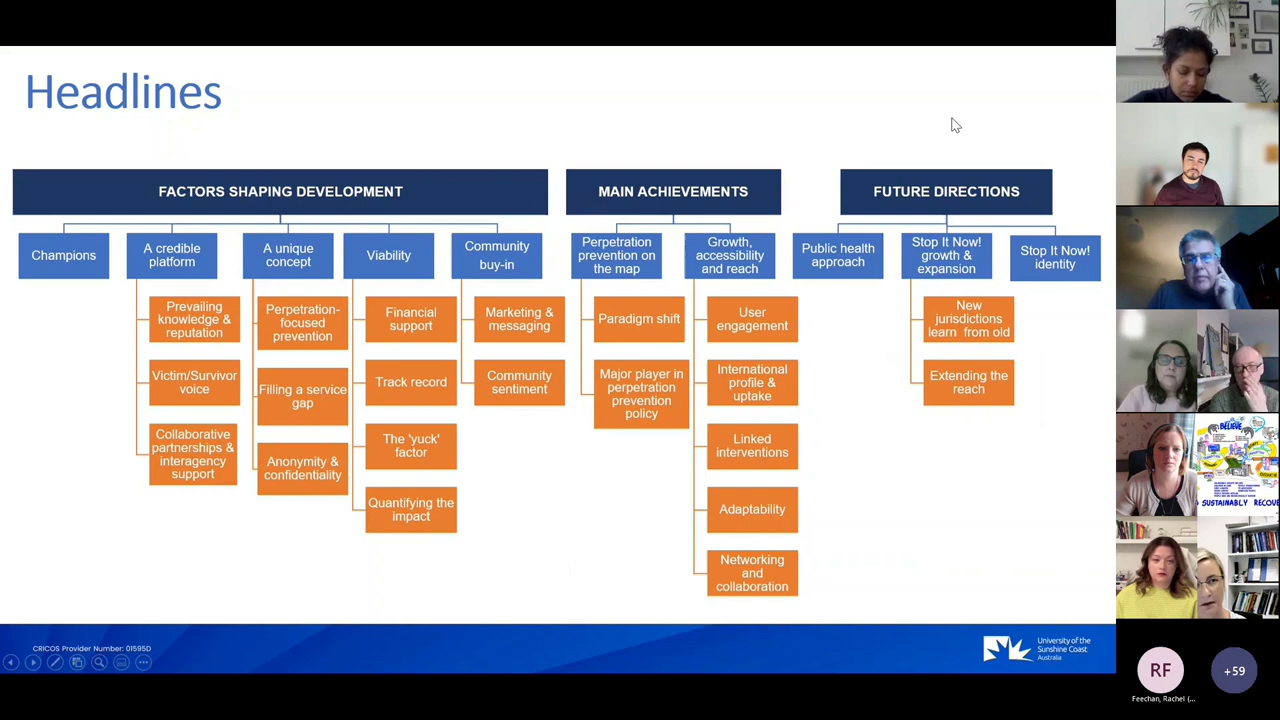 Headlines
FACTORS SHAPING DEVELOPMENT
MAIN ACHIEVEMENTS
FUTURE DIRECTIONS
Champions
A credible
platform
A unique
concept
Viability
Community
buy-in
Perpetration
prevention on
the map
Growth,
accessibility
and reach
Public health
approach
Stop It Now!
growth &
expansion
Stop It Now!
identity
Prevailing
knowledge &
reputation
Victim/Survivor
voice
Collaborative
partnerships &
interagency
support
Perpetration-
focused
prevention
Filling a service
gap
Anonymity &
confidentiality
Financial
support
Track record
The 'yuck'
factor
Quantifying the
impact
Marketing &
messaging
Community
sentiment
Paradigm shift
Major player in
perpetration
prevention
policy
User
engagement
International
profile &
uptake
Linked
interventions
Adaptability
Networking
and
collaboration
New
jurisdictions
learn from old
Extending the
reach
CRICOS Provider Number: 01595D
University of the
Sunshine Coast
Australia
BELIEVE
SUSTAINABLY RECOVE
RF
Feechan, Rachel (...
+59